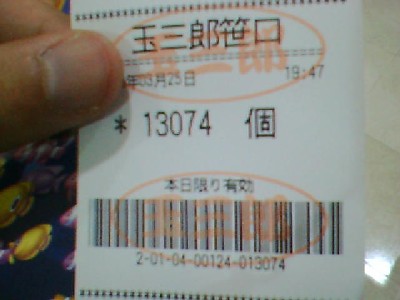 玉三郎笹口
年03月25日 19:47
* 13074 個
本日限り有効
2-01-04-00124-013074